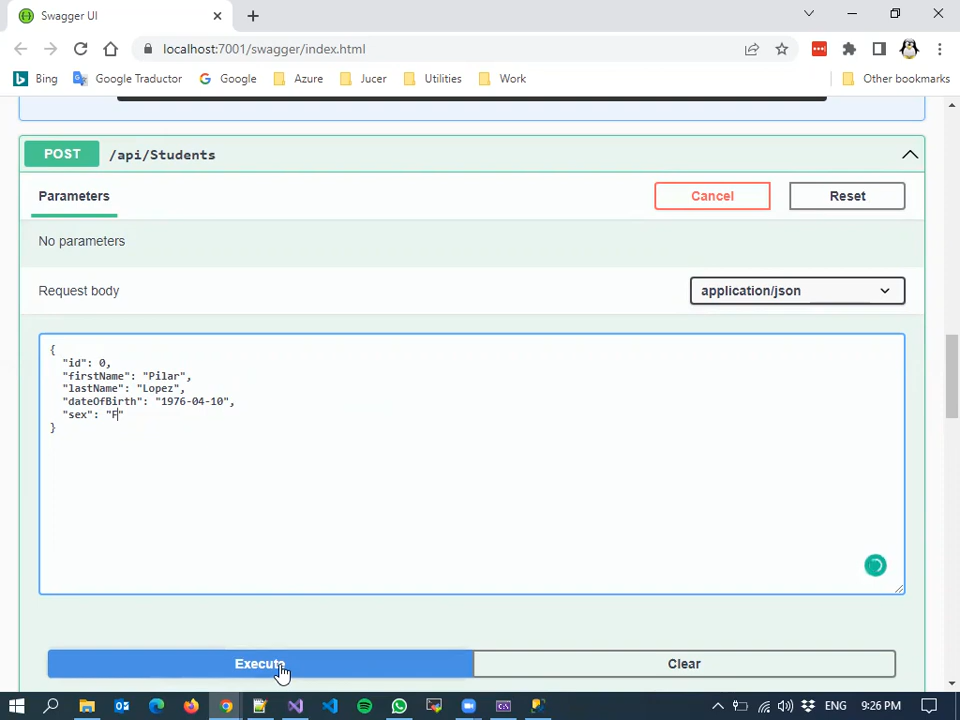 Swagger UI
localhost:7001/swagger/index.html
Bing Google Traductor Google Azure Jucer Utilities Work Other bookmarks
POST /api/Students
Parameters Cancel Reset
No parameters
Request body application/json
{
"id": 0,
"firstName": "Pilar",
"lastName": "Lopez",
"dateOfBirth": "1976-04-10",
"sex": "F"
}
Execute Clear
ENG 9:26 PM